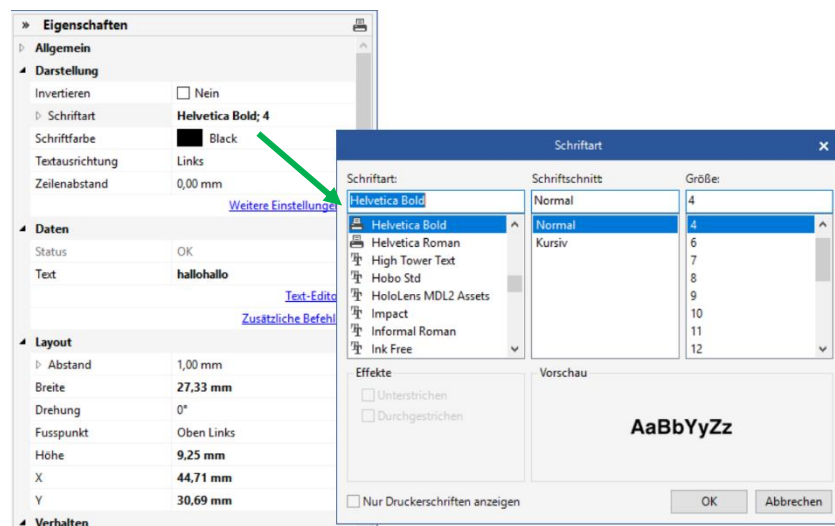 » Eigenschaften
Allgemein
Darstellung
Invertieren Nein
Schriftart Helvetica Bold; 4
Schriftfarbe Black
Textausrichtung Links
Zeilenabstand 0,00 mm
Weitere Einstellungen
Daten
Status OK
Text hallohallo
Text-Edito
Zusätzliche Befehl
Layout
Abstand 1,00 mm
Breite 27,33 mm
Drehung 0°
Fusspunkt Oben Links
Höhe 9,25 mm
X 44,71 mm
Y 30,69 mm
Verhalten
Schriftart
Schriftart: Schriftschnitt: Größe:
Helvetica Bold Normal 4
Helvetica Bold Normal 4
Helvetica Roman Kursiv 6
High Tower Text 7
Hobo Std 8
HoloLens MDL2 Assets 9
Impact 10
Informal Roman 11
Ink Free 12
Effekte Vorschau
Unterstrichen
Durchgestrichen
AaBbYyZz
Nur Druckerschriften anzeigen OK Abbrechen